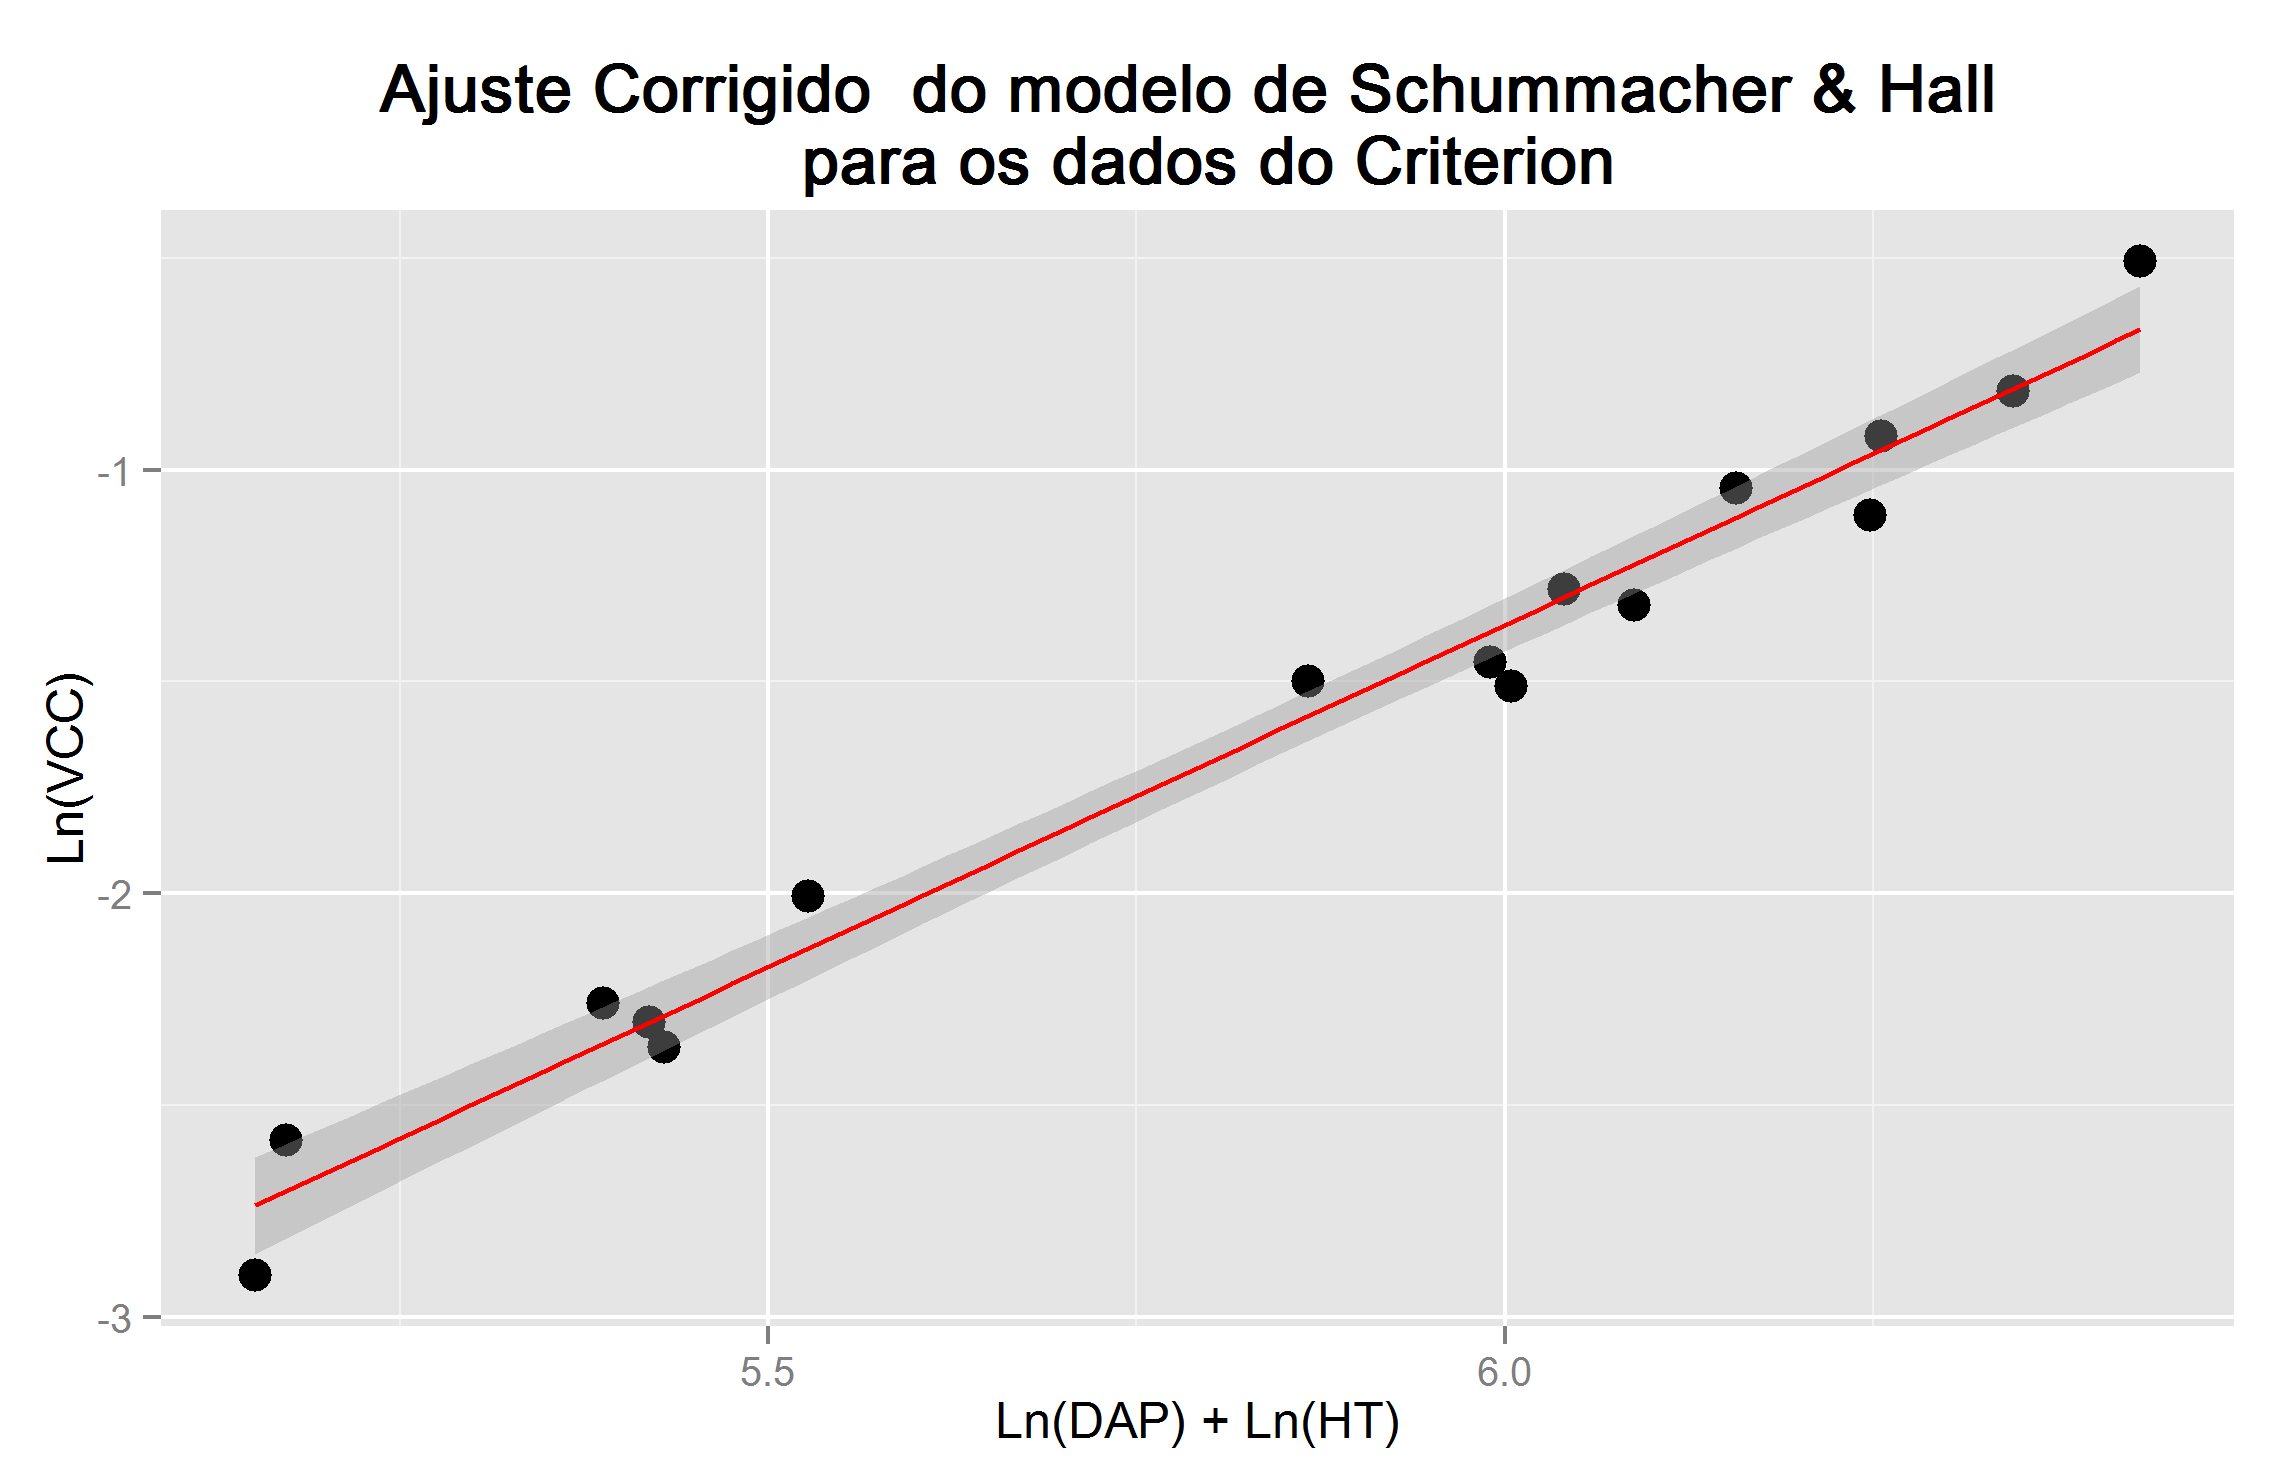 Ajuste Corrigido  do modelo de Schummacher & Hall
para os dados do Criterion
Ln(VCC)
-1
-2
-3
5.5
6.0
Ln(DAP) + Ln(HT)